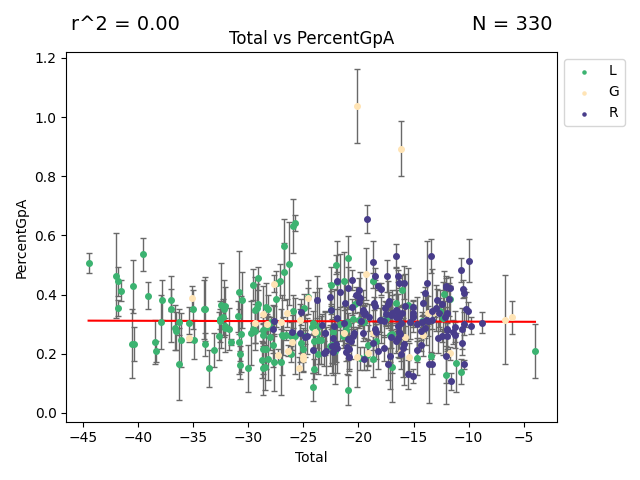 r^2 = 0.00 N = 330
Total vs PercentGpA
L
G
R
PercentGpA
1.2
1.0
0.8
0.6
0.4
0.2
0.0
−45 −40 −35 −30 −25 −20 −15 −10 −5
Total